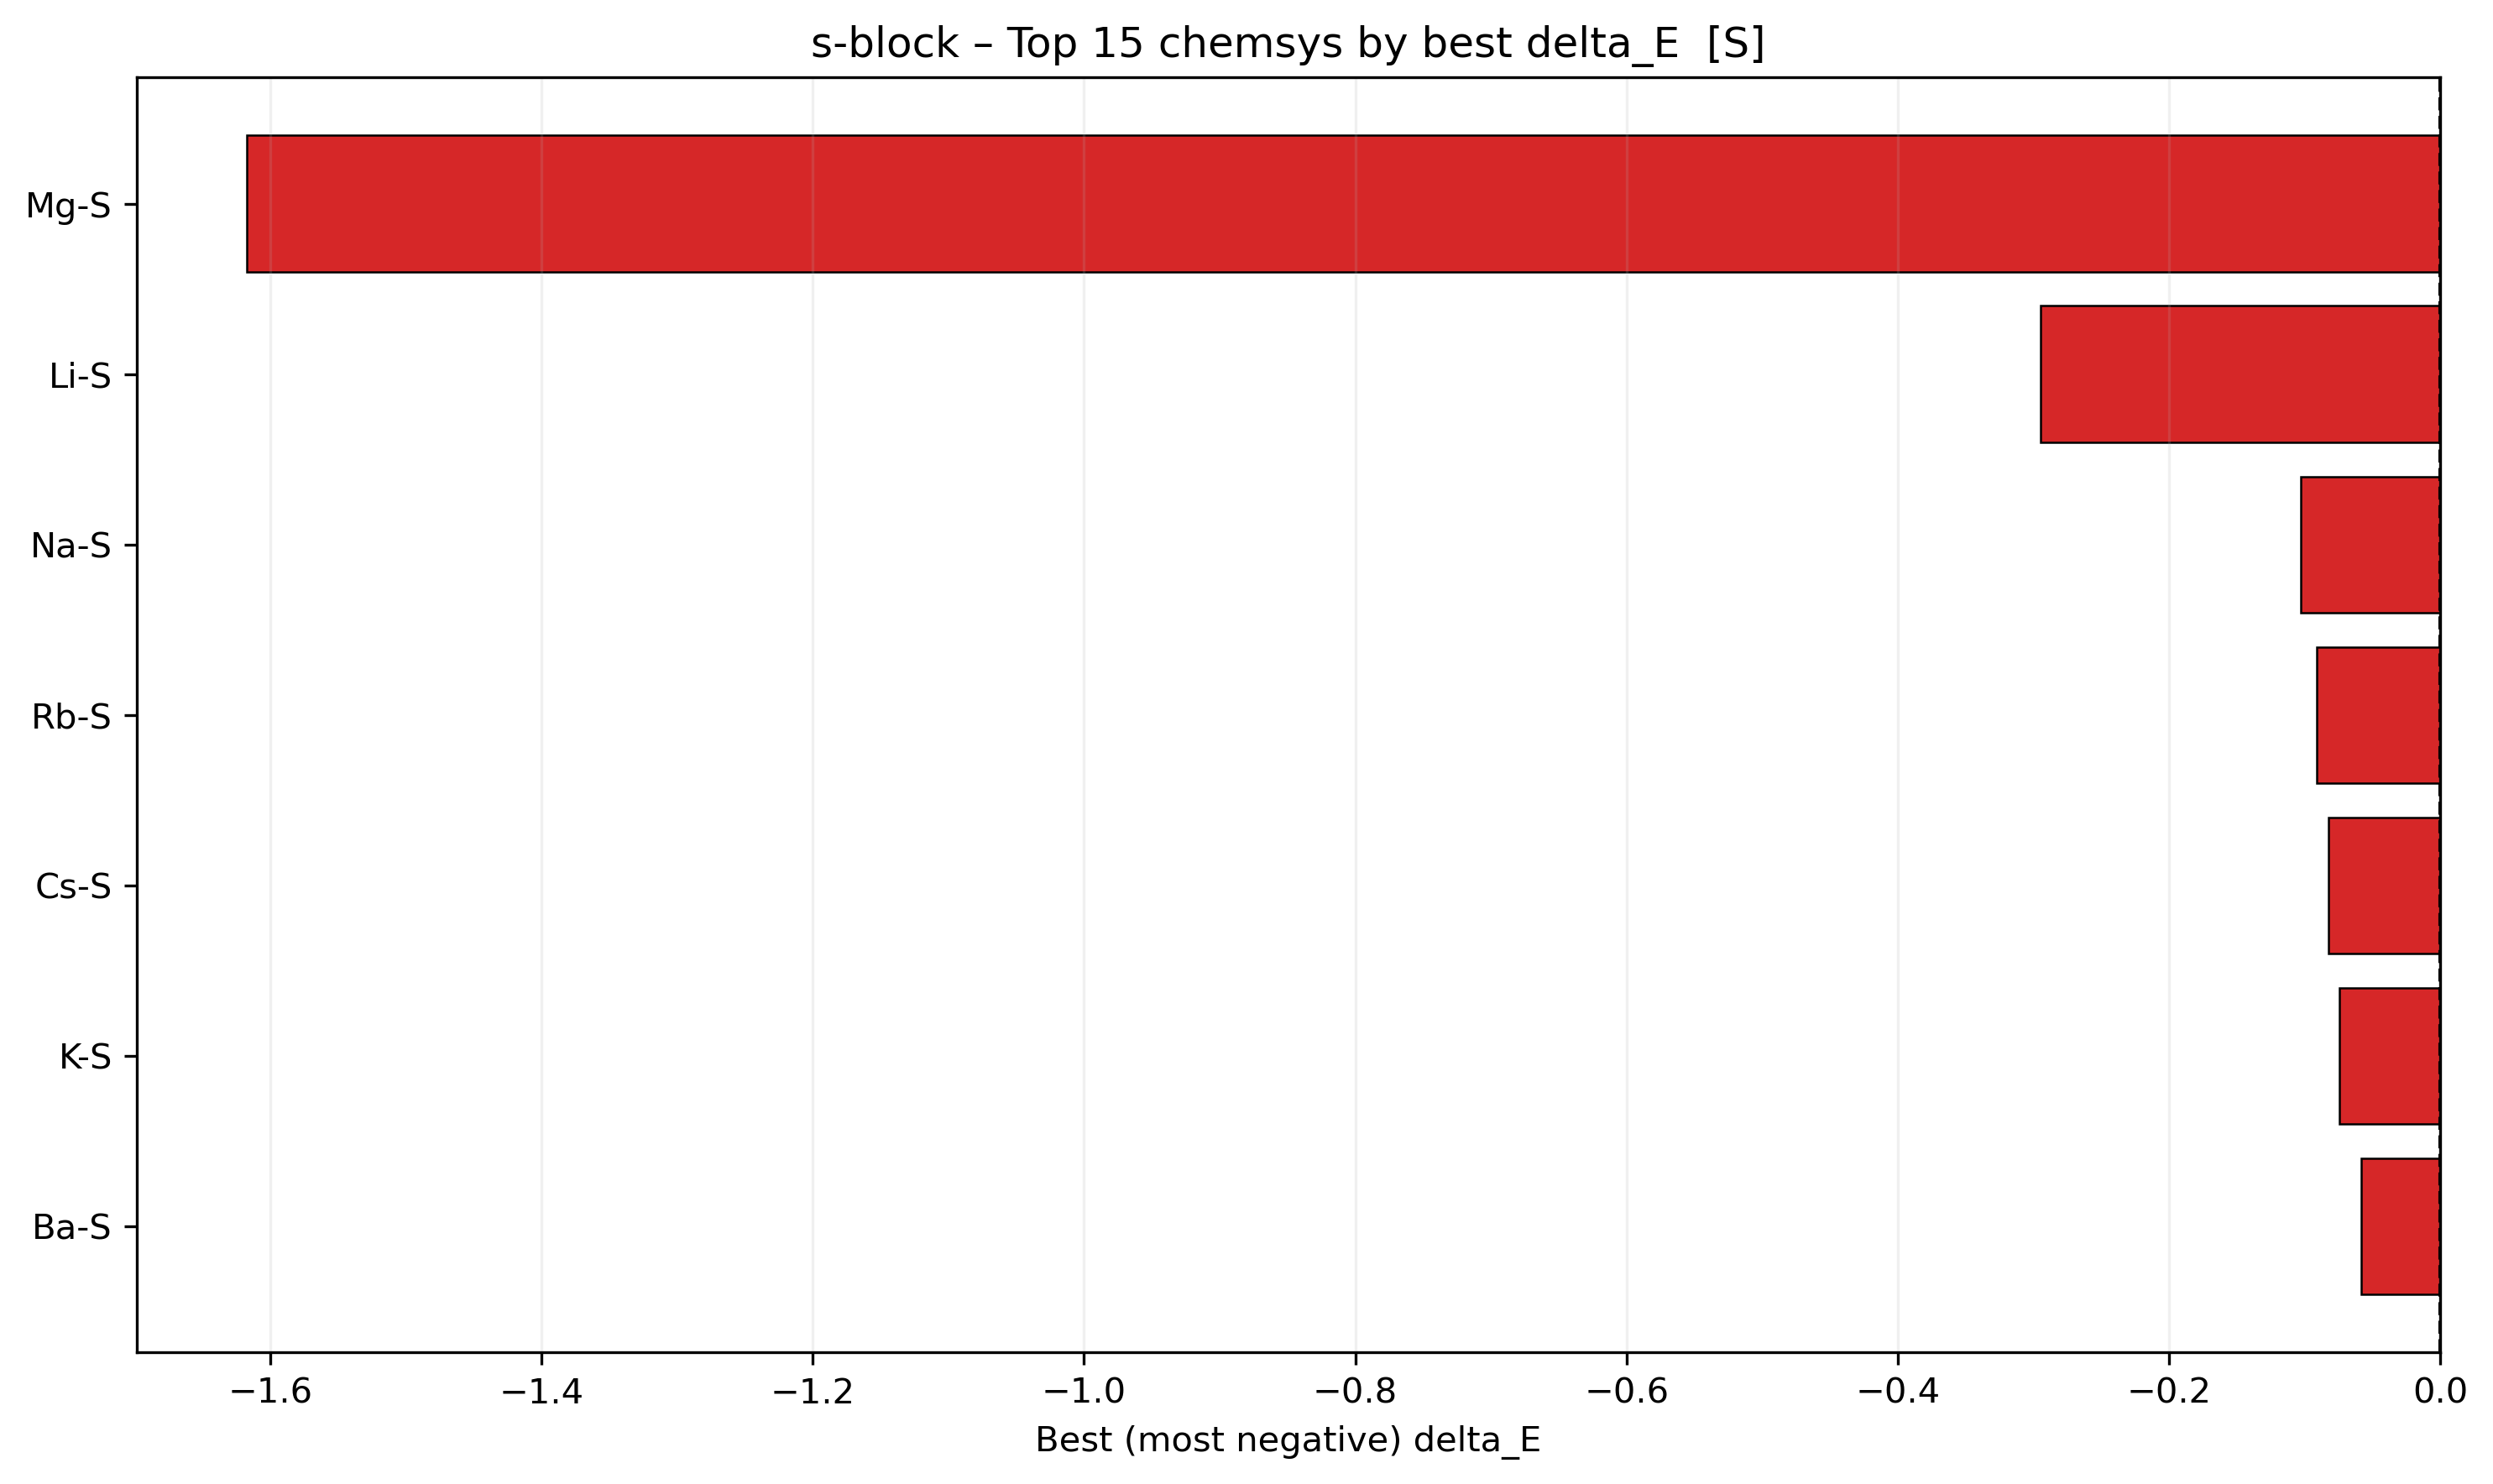 s-block – Top 15 chemsys by best delta_E  [S]
Mg-S
Li-S
Na-S
Rb-S
Cs-S
K-S
Ba-S
−1.6 −1.4 −1.2 −1.0 −0.8 −0.6 −0.4 −0.2 0.0
Best (most negative) delta_E